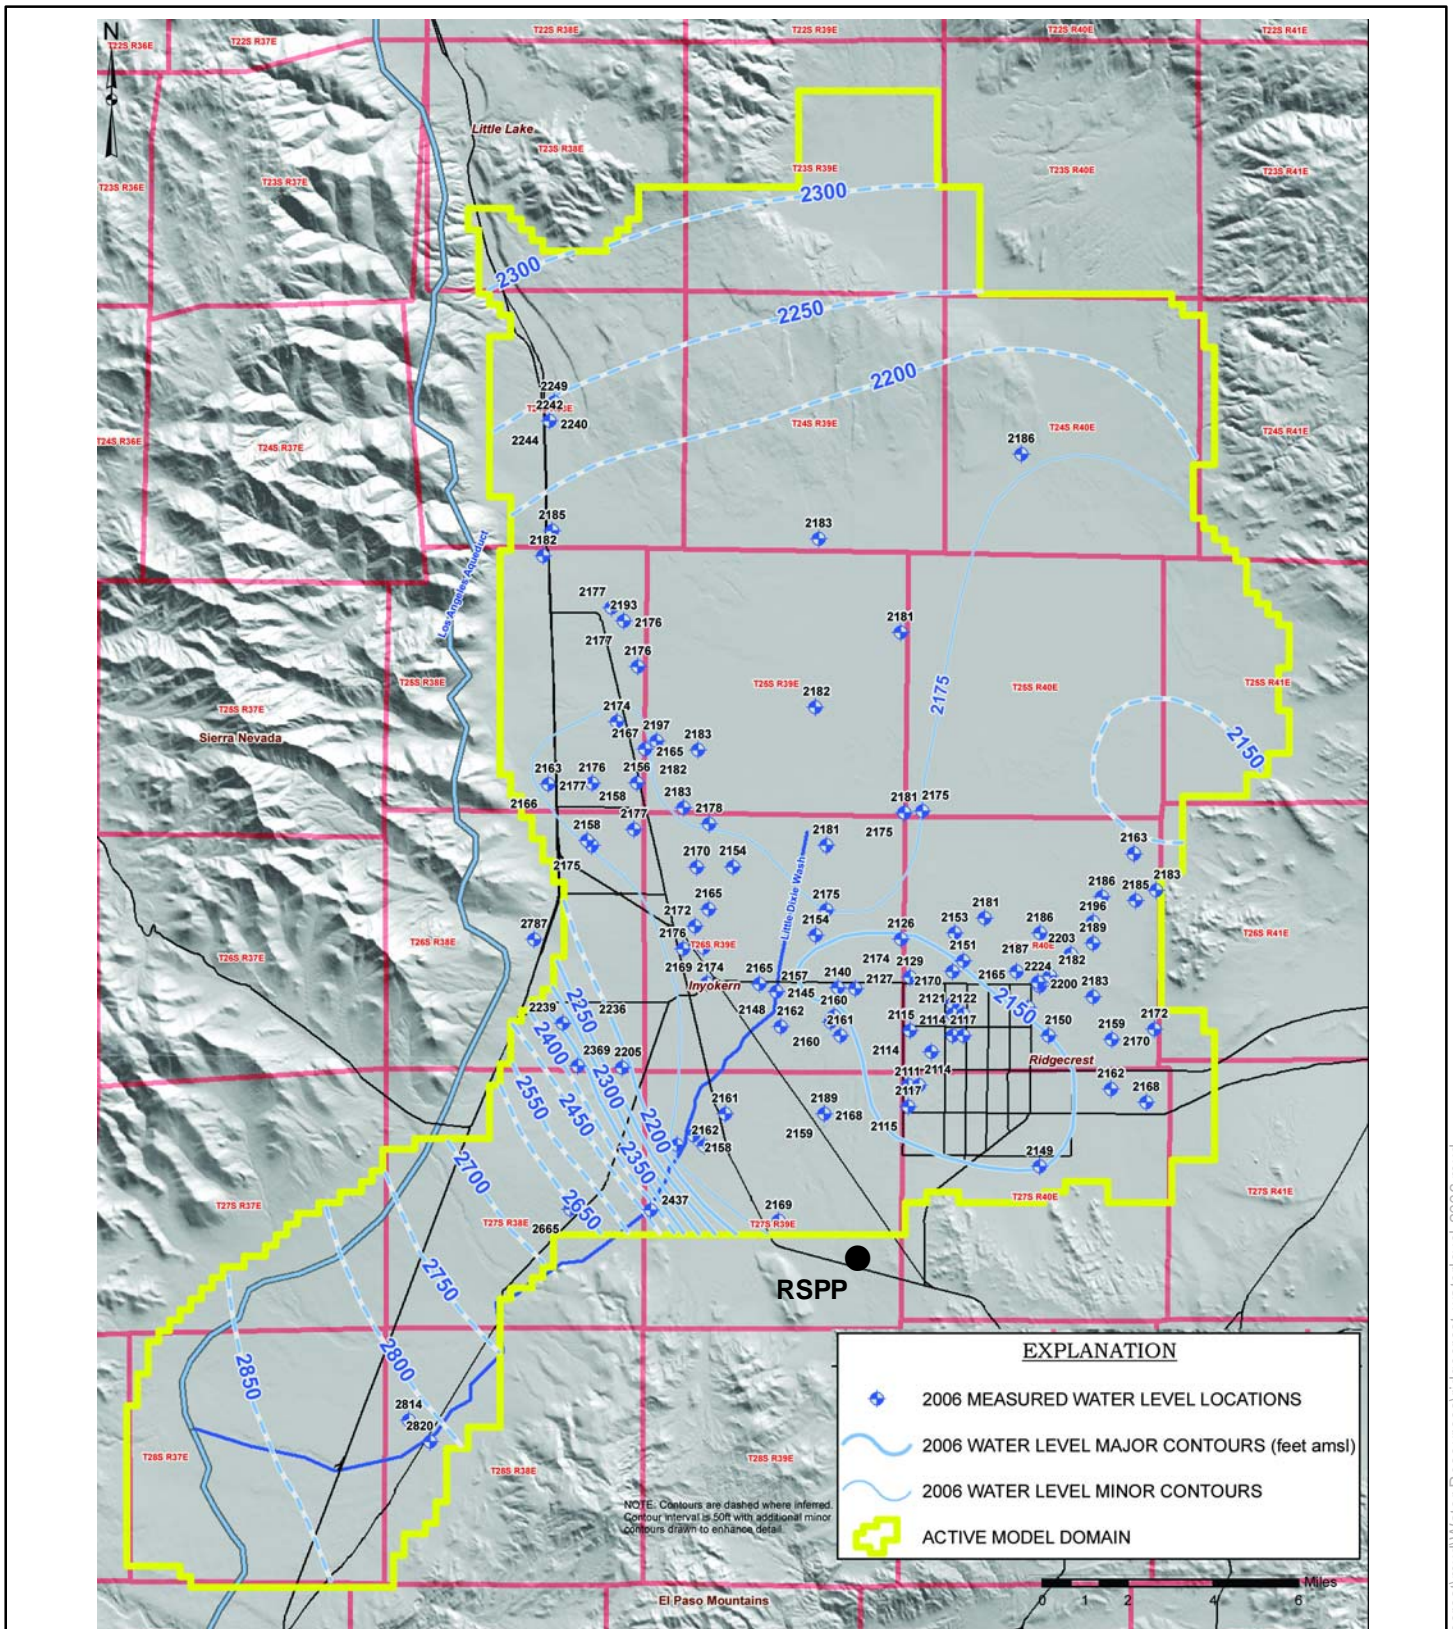 N
T22S R36E
T22S R37E
T22S R38E
T22S R39E
T22S R40E
T22S R41E
Little Lake
T23S R38E
T23S R36E
T23S R37E
T23S R39E
T23S R40E
T23S R41E
2300
2300
2250
2200
2249
2242
2240
2244
T24S R36E
T24S R37E
T24S R39E
T24S R40E
T24S R41E
2186
2185
2182
2183
Los Angeles Aqueduct
2177
2193
2176
2177
2176
2181
T25S R38E
T25S R39E
T25S R40E
T25S R41E
T25S R37E
Sierra Nevada
2175
2182
2150
2174
2197
2167
2165
2183
2163
2176
2156
2182
2177
2158
2166
2183
2178
2181
2175
2177
2158
2181
2175
2163
2175
2170
2154
Little Dixie Wash
2183
2186
2185
2165
2175
2181
2196
2172
2154
2126
2153
2186
2189
2787
2176
T26S R39E
2203
R40E
T26S R38E
T26S R37E
T26S R41E
2151
2187
2182
2169
2174
2165
2157
2140
2174
2129
2170
2165
2224
2127
Inyokern
2145
2200
2183
2239
2250
2236
2148
2162
2160
2161
2121
2122
2150
2115
2114
2117
2150
2172
2159
2170
2400
2160
2114
Ridgecrest
2369
2205
2300
2111
2114
2162
2168
2550
2450
2117
2161
2189
2168
2200
2115
2159
2162
2158
2350
2149
2700
T27S R37E
T27S R38E
2650
2437
2169
T27S R39E
T27S R40E
T27S R41E
2665
2750
RSPP
2850
2800
2814
2820
T28S R37E
T28S R38E
T28S R39E
NOTE: Contours are dashed where inferred.
Contour interval is 50ft with additional minor
contours drawn to enhance detail.
EXPLANATION
2006 MEASURED WATER LEVEL LOCATIONS
2006 WATER LEVEL MAJOR CONTOURS (feet amsl)
2006 WATER LEVEL MINOR CONTOURS
ACTIVE MODEL DOMAIN
Miles
0 1 2 4 6
El Paso Mountains